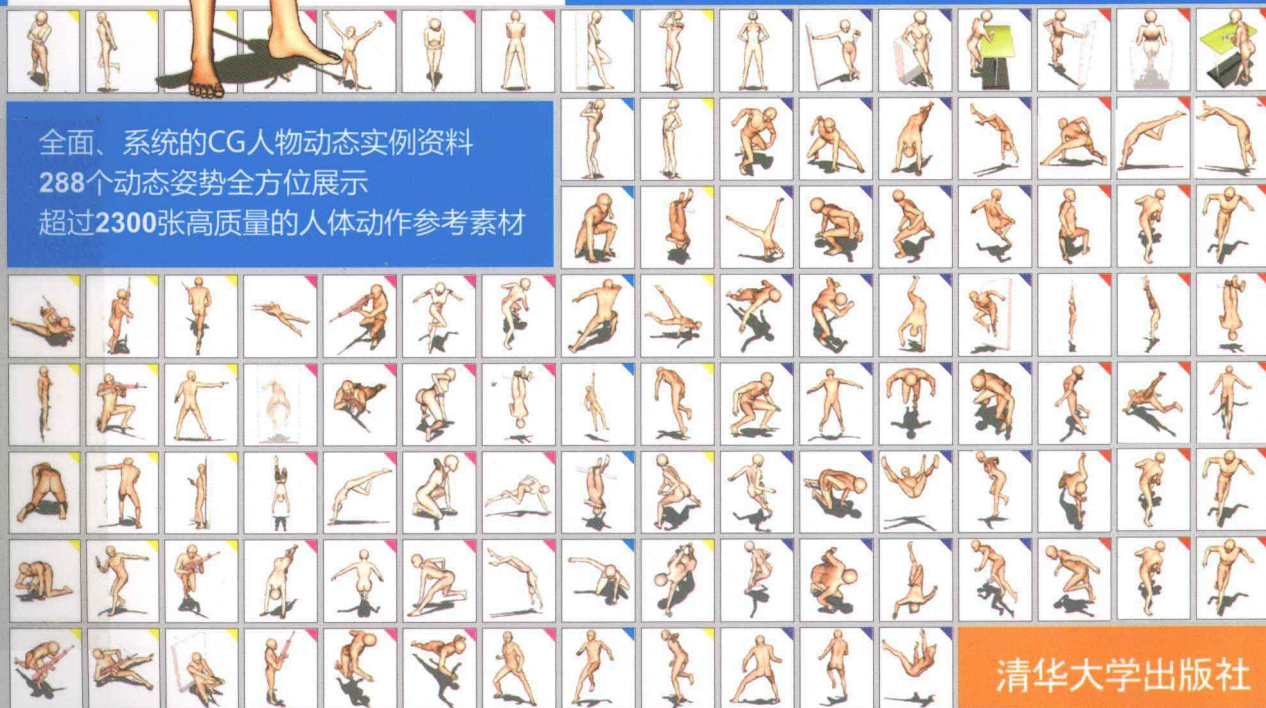 全面、系统的CG人物动态实例资料
288个动态姿势全方位展示
超过2300张高质量的人体动作参考素材
清华大学出版社